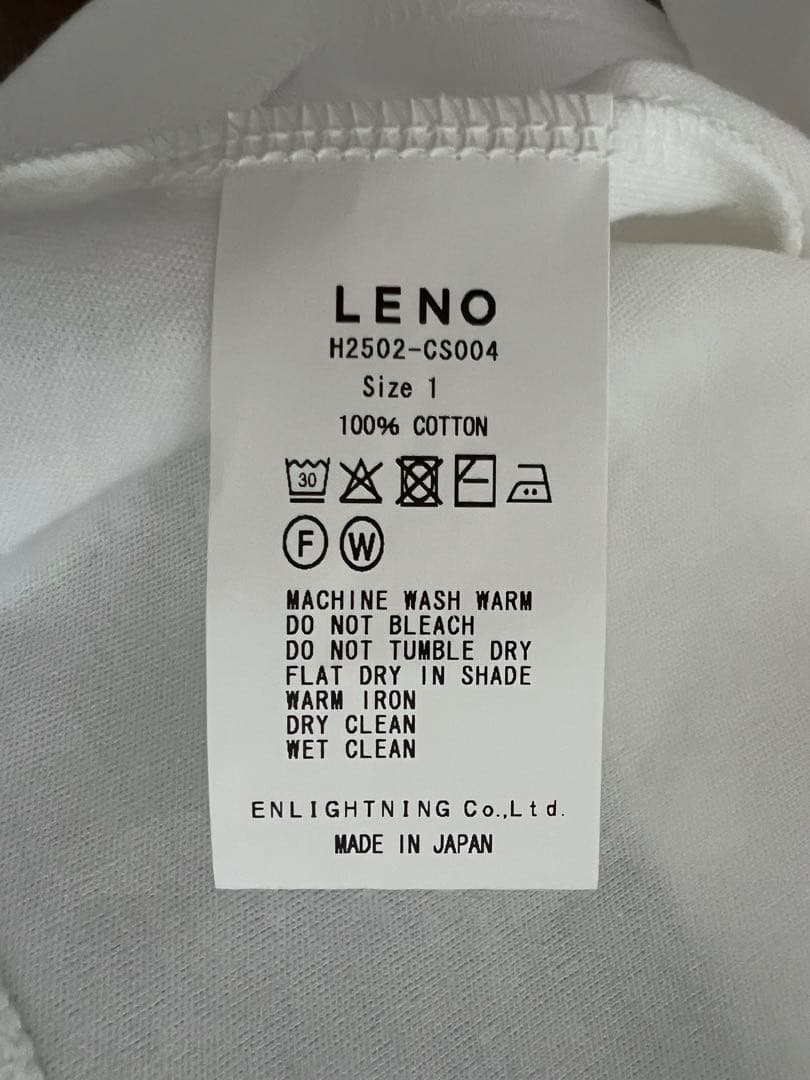 LENO
H2502-CS004
Size 1
100% COTTON
30
F W
MACHINE WASH WARM
DO NOT BLEACH
DO NOT TUMBLE DRY
FLAT DRY IN SHADE
WARM IRON
DRY CLEAN
WET CLEAN
ENLIGHTNING Co.,Ltd.
MADE IN JAPAN